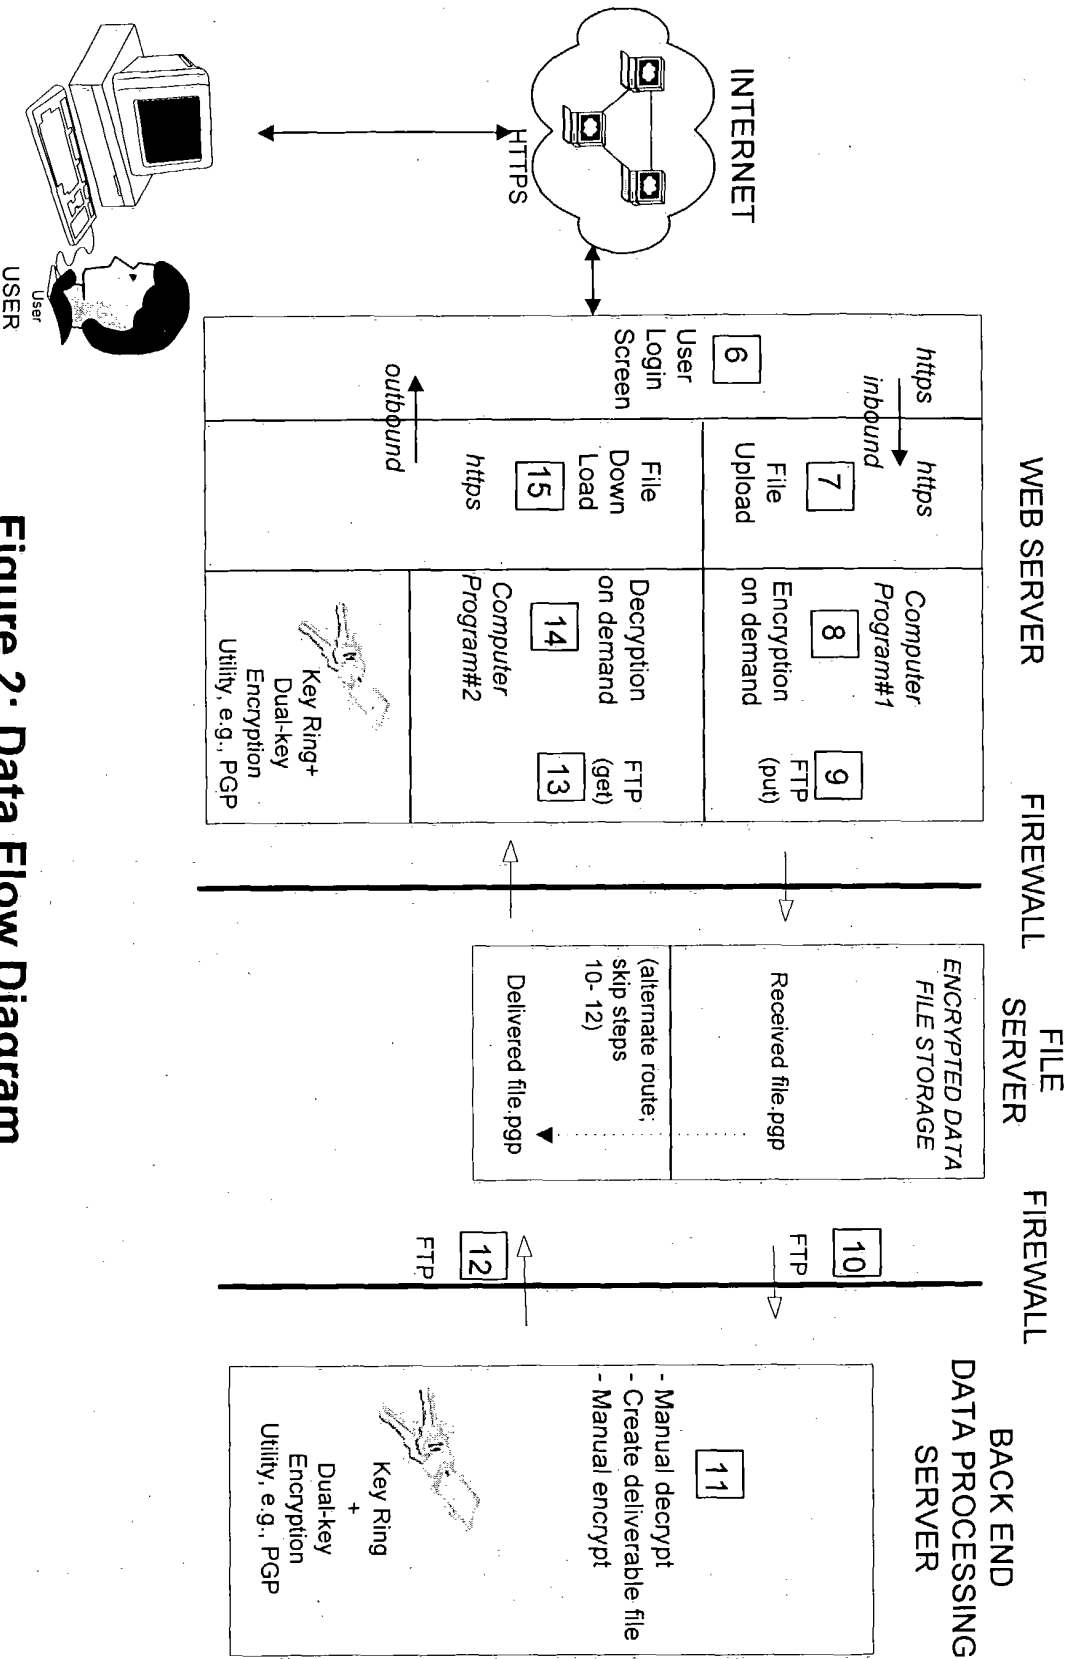 INTERNET
HTTPS
User
USER
WEB SERVER
https
inbound
https
6
User
Login
Screen
outbound
7
File
Upload
File
Down
Load
15
https
Computer
Program#1
8
Encryption
on demand
9
FTP
(put)
Decryption
on demand
14
Computer
Program#2
FTP
(get)
13
Key Ring+
Dual-key
Encryption
Utility, e.g., PGP
FIREWALL
FILE
SERVER
ENCRYPTED DATA
FILE STORAGE
Received file.pgp
(alternate route;
skip steps
10- 12)
Delivered file.pgp
FIREWALL
10
FTP
12
FTP
BACK END
DATA PROCESSING
SERVER
11
- Manual decrypt
- Create deliverable file
- Manual encrypt
Key Ring
+
Dual-key
Encryption
Utility, e.g., PGP
Figure 2: Data Flow Diagram